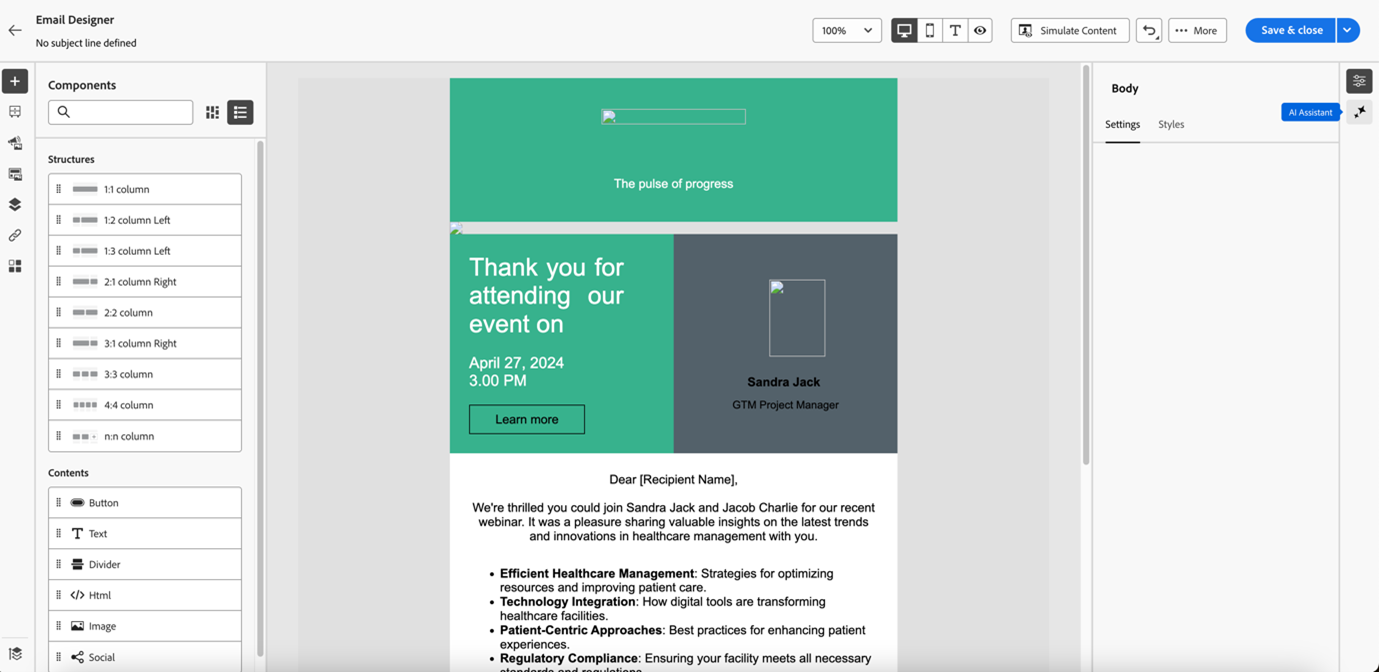 Email Designer
No subject line defined
100%
Simulate Content
More
Save & close
Components
Structures
1:1 column
1:2 column Left
1:3 column Left
2:1 column Right
2:2 column
3:1 column Right
3:3 column
4:4 column
n:n column
Contents
Button
Text
Divider
Html
Image
Social
The pulse of progress
Thank you for
attending our
event on
April 27, 2024
3.00 PM
Learn more
Sandra Jack
GTM Project Manager
Dear [Recipient Name],
We're thrilled you could join Sandra Jack and Jacob Charlie for our recent
webinar. It was a pleasure sharing valuable insights on the latest trends
and innovations in healthcare management with you.
• Efficient Healthcare Management: Strategies for optimizing
resources and improving patient care.
• Technology Integration: How digital tools are transforming
healthcare facilities.
• Patient-Centric Approaches: Best practices for enhancing patient
experiences.
• Regulatory Compliance: Ensuring your facility meets all necessary
standards and regulations.
Body
Settings
Styles
AI Assistant